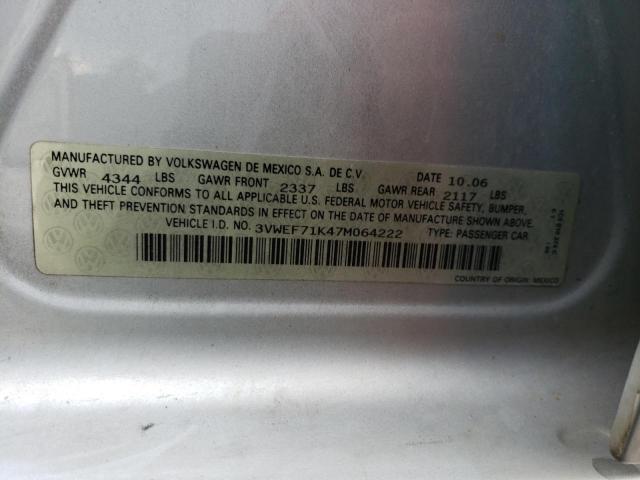 MANUFACTURED BY VOLKSWAGEN DE MEXICO S.A. DE C.V. DATE 10.06
GVWR 4344 LBS GAWR FRONT 2337 LBS GAWR REAR 2117 LBS
THIS VEHICLE CONFORMS TO ALL APPLICABLE U.S. FEDERAL MOTOR VEHICLE SAFETY, BUMPER,
AND THEFT PREVENTION STANDARDS IN EFFECT ON THE DATE OF MANUFACTURE SHOWN ABOVE.
VEHICLE I.D. NO. 3VWEF71K47M064222 TYPE: PASSENGER CAR
COUNTRY OF ORIGIN: MEXICO